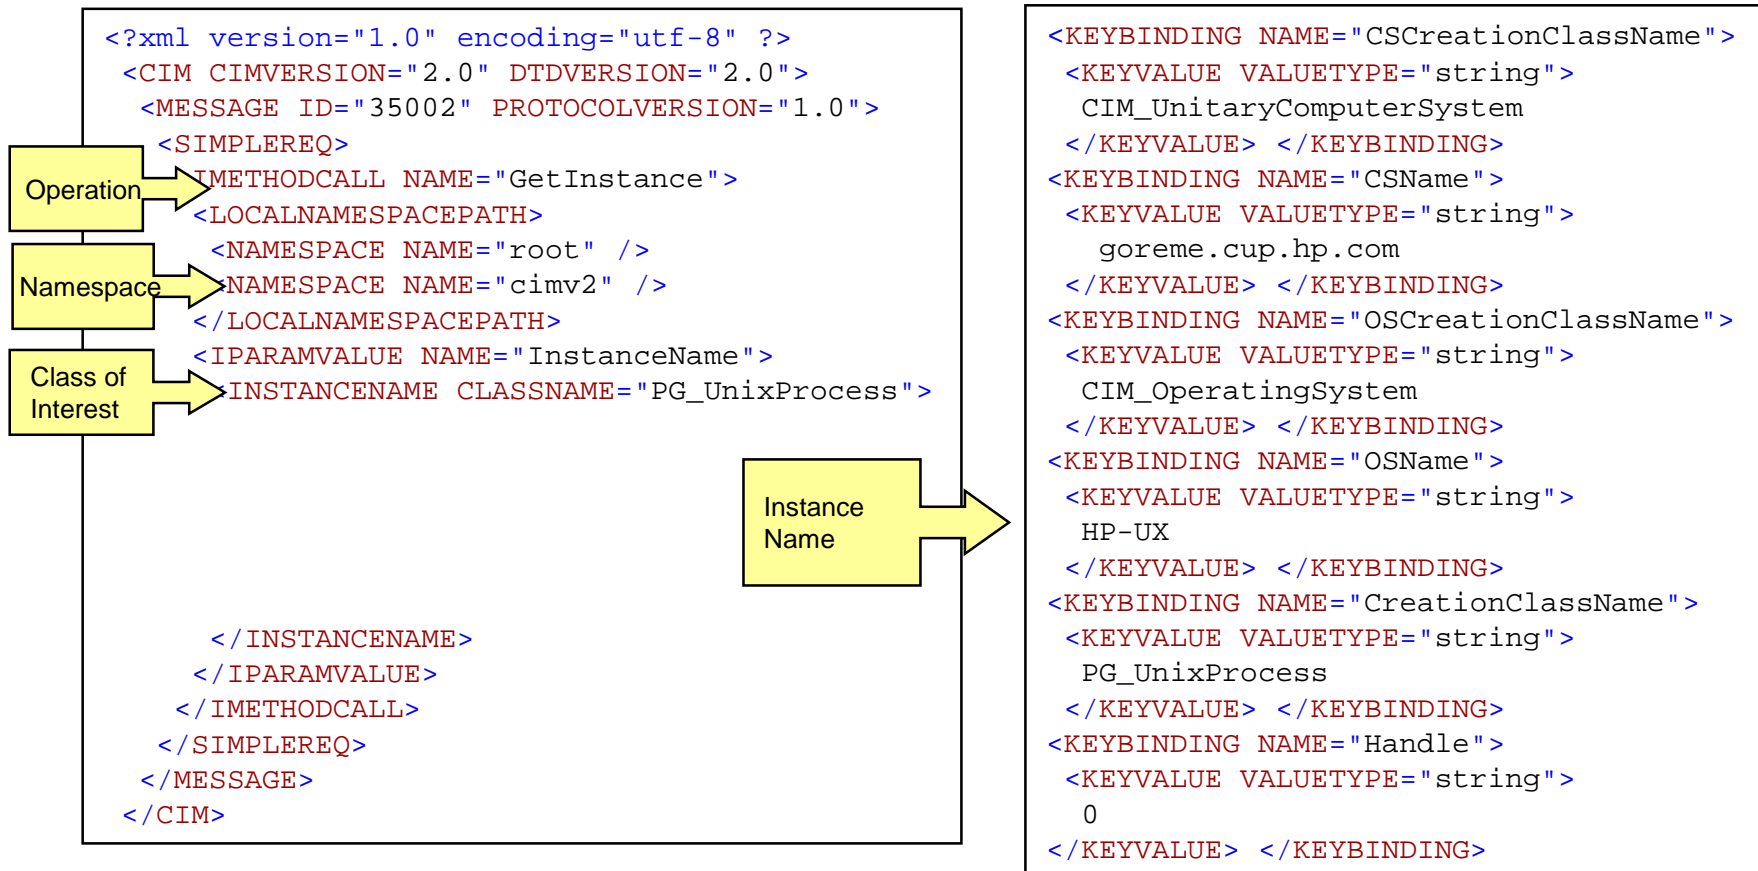 <?xml version="1.0" encoding="utf-8" ?>
<CIM CIMVERSION="2.0" DTDVERSION="2.0">
<MESSAGE ID="35002" PROTOCOLVERSION="1.0">
<SIMPLEREQ>
Operation
IMETHODCALL NAME="GetInstance">
<LOCALNAMESPACEPATH>
<NAMESPACE NAME="root" />
Namespace
<NAMESPACE NAME="cimv2" />
</LOCALNAMESPACEPATH>
<IPARAMVALUE NAME="InstanceName">
Class of
Interest
<INSTANCENAME CLASSNAME="PG_UnixProcess">
Instance
Name
</INSTANCENAME>
</IPARAMVALUE>
</IMETHODCALL>
</SIMPLEREQ>
</MESSAGE>
</CIM>
<KEYBINDING NAME="CSCreationClassName">
<KEYVALUE VALUETYPE="string">
CIM_UnitaryComputerSystem
</KEYVALUE> </KEYBINDING>
<KEYBINDING NAME="CSName">
<KEYVALUE VALUETYPE="string">
goreme.cup.hp.com
</KEYVALUE> </KEYBINDING>
<KEYBINDING NAME="OSCreationClassName">
<KEYVALUE VALUETYPE="string">
CIM_OperatingSystem
</KEYVALUE> </KEYBINDING>
<KEYBINDING NAME="OSName">
<KEYVALUE VALUETYPE="string">
HP-UX
</KEYVALUE> </KEYBINDING>
<KEYBINDING NAME="CreationClassName">
<KEYVALUE VALUETYPE="string">
PG_UnixProcess
</KEYVALUE> </KEYBINDING>
<KEYBINDING NAME="Handle">
<KEYVALUE VALUETYPE="string">
0
</KEYVALUE> </KEYBINDING>